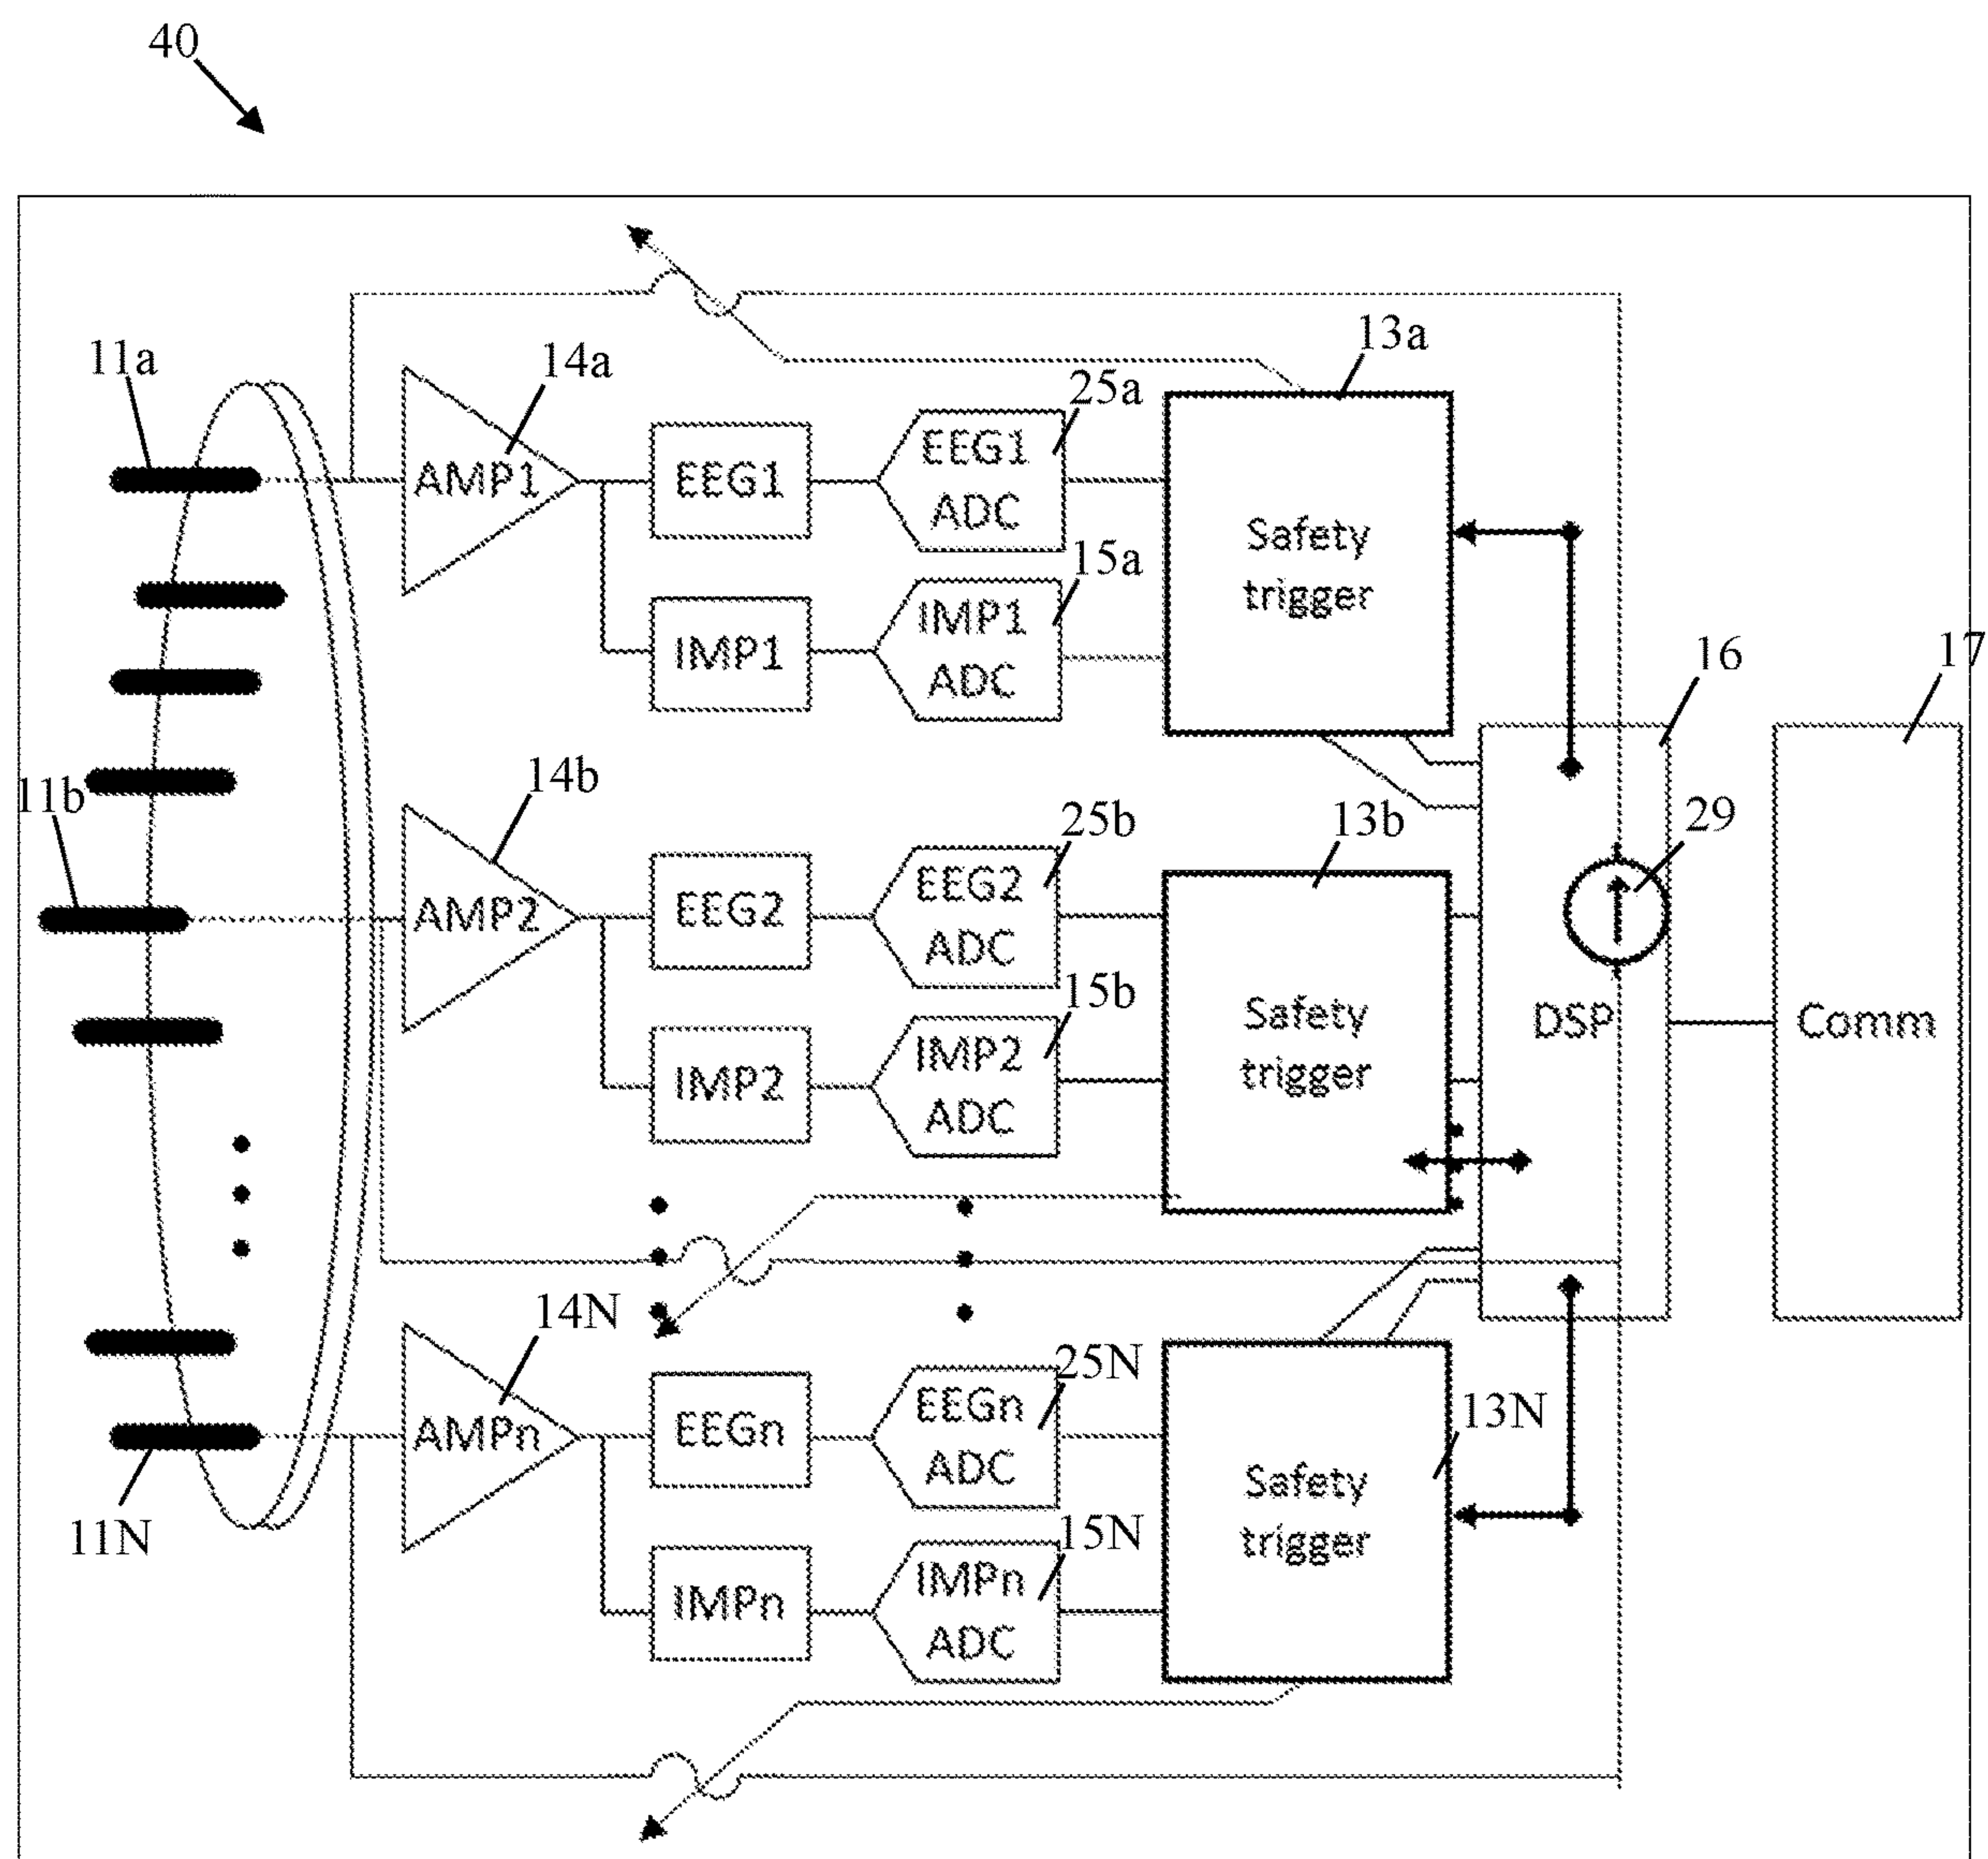 40
11a
14a
25a
13a
AMP1
EEG1
EEG1
ADC
15a
IMP1
IMP1
ADC
Safety
trigger
16
17
11b
14b
25b
13b
29
AMP2
EEG2
EEG2
ADC
15b
IMP2
IMP2
ADC
Safety
trigger
DSP
Comm
14N
25N
13N
AMPn
EEGn
EEGn
ADC
11N
15N
IMPn
IMPn
ADC
Safety
trigger